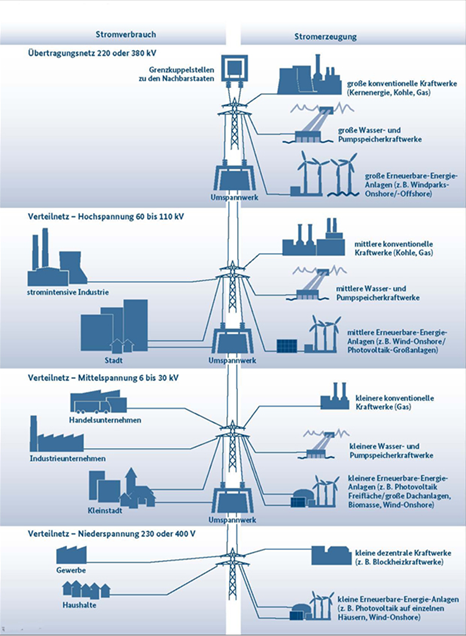 Stromverbrauch
Stromerzeugung
Übertragungsnetz 220 oder 380 kV
Grenzkuppelstellen
zu den Nachbarstaaten
große konventionelle Kraftwerke
(Kernenergie, Kohle, Gas)
große Wasser- und
Pumpspeicherkraftwerke
große Erneuerbare-Energie-
Anlagen (z. B. Windparks-
Onshore/-Offshore)
Umspannwerk
Verteilnetz – Hochspannung 60 bis 110 kV
mittlere konventionelle
Kraftwerke (Kohle, Gas)
stromintensive Industrie
mittlere Wasser- und
Pumpspeicherkraftwerke
mittlere Erneuerbare-Energie-
Anlagen (z. B. Wind-Onshore/
Photovoltaik-Großanlagen)
Stadt
Umspannwerk
Verteilnetz – Mittelspannung 6 bis 30 kV
Handelsunternehmen
kleinere konventionelle
Kraftwerke (Gas)
Industrieunternehmen
kleinere Wasser- und
Pumpspeicherkraftwerke
kleinere Erneuerbare-Energie-
Anlagen (z. B. Photovoltaik
Freifläche/große Dachanlagen,
Biomasse, Wind-Onshore)
Kleinstadt
Umspannwerk
Verteilnetz – Niederspannung 230 oder 400 V
Gewerbe
kleine dezentrale Kraftwerke
(z. B. Blockheizkraftwerke)
Haushalte
kleine Erneuerbare-Energie-Anlagen
(z. B. Photovoltaik auf einzelnen
Häusern, Wind-Onshore)